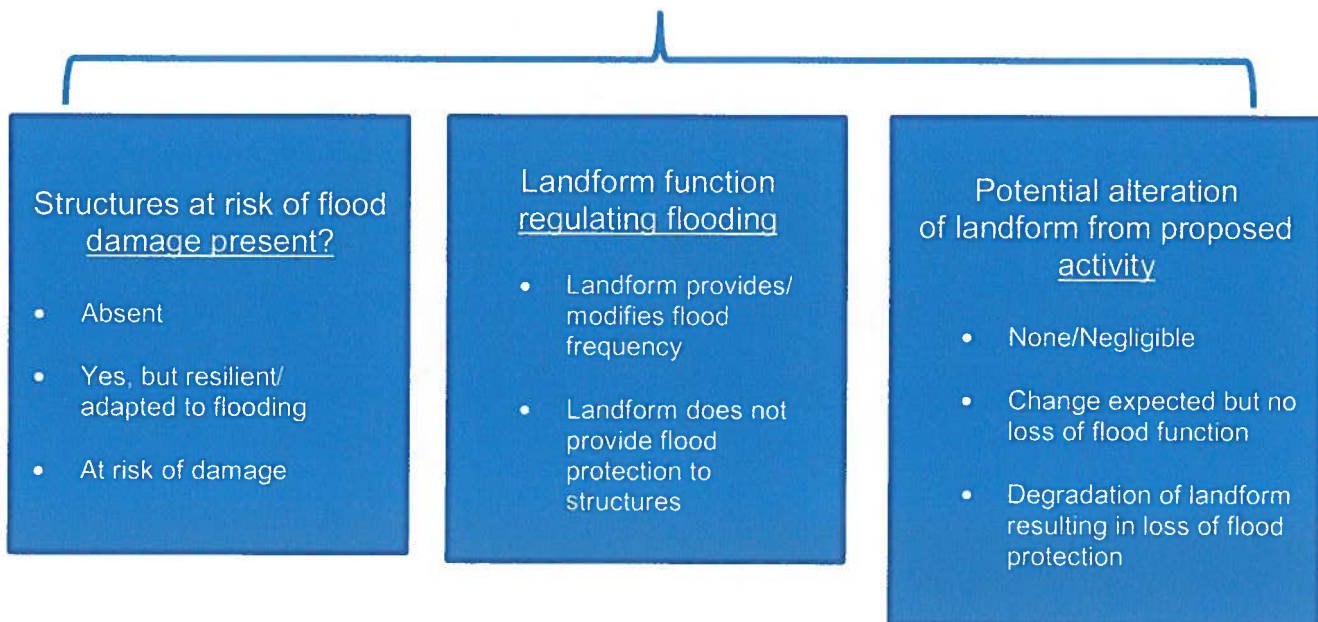 Structures at risk of flood
damage present?
• Absent
• Yes, but resilient/
adapted to flooding
• At risk of damage
Landform function
regulating flooding
• Landform provides/
modifies flood
frequency
• Landform does not
provide flood
protection to
structures
Potential alteration
of landform from proposed
activity
• None/Negligible
• Change expected but no
loss of flood function
• Degradation of landform
resulting in loss of flood
protection